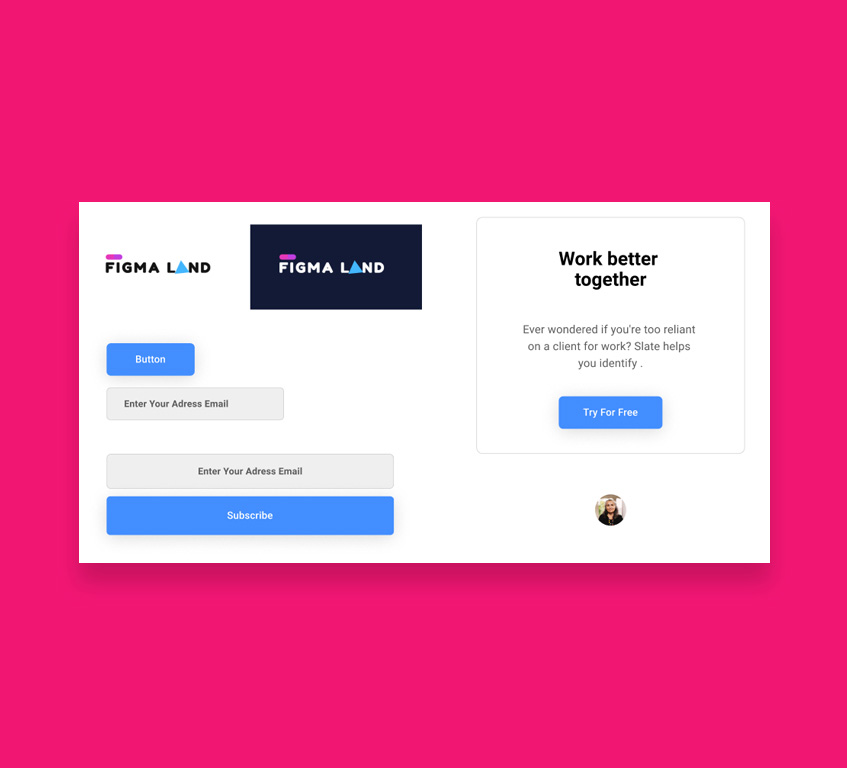 FIGMA LAND
FIGMA LAND
Button
Enter Your Adress Email
Enter Your Adress Email
Subscribe
Work better
together
Ever wondered if you're too reliant
on a client for work? Slate helps
you identify .
Try For Free